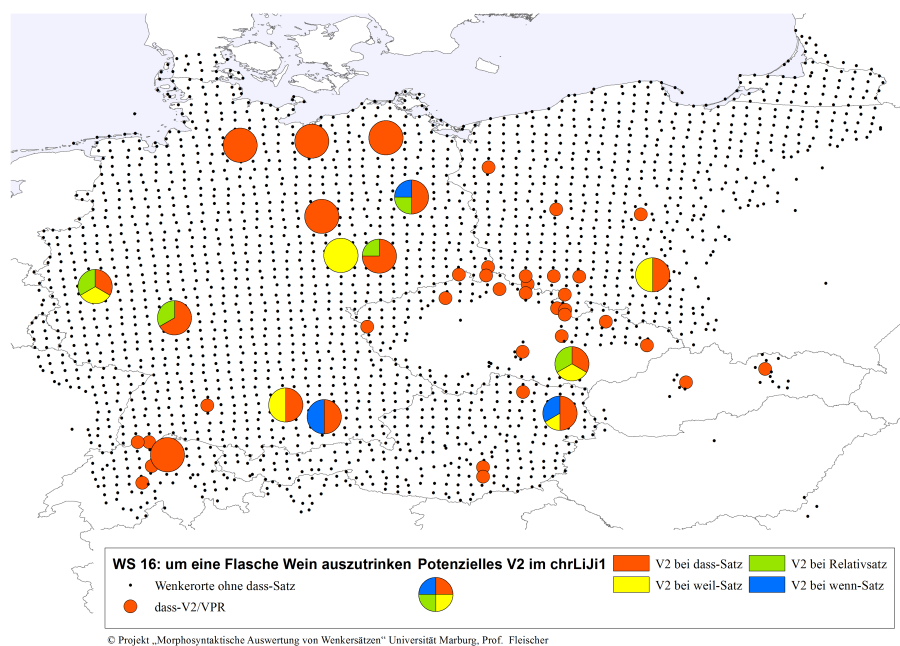 WS 16: um eine Flasche Wein auszutrinken
Wenkerorte ohne dass-Satz
dass-V2/VPR
Potenzielles V2 im chrLiJi1
V2 bei dass-Satz
V2 bei Relativsatz
V2 bei weil-Satz
V2 bei wenn-Satz
© Projekt „Morphosyntaktische Auswertung von Wenkersätzen“ Universität Marburg, Prof. Fleischer